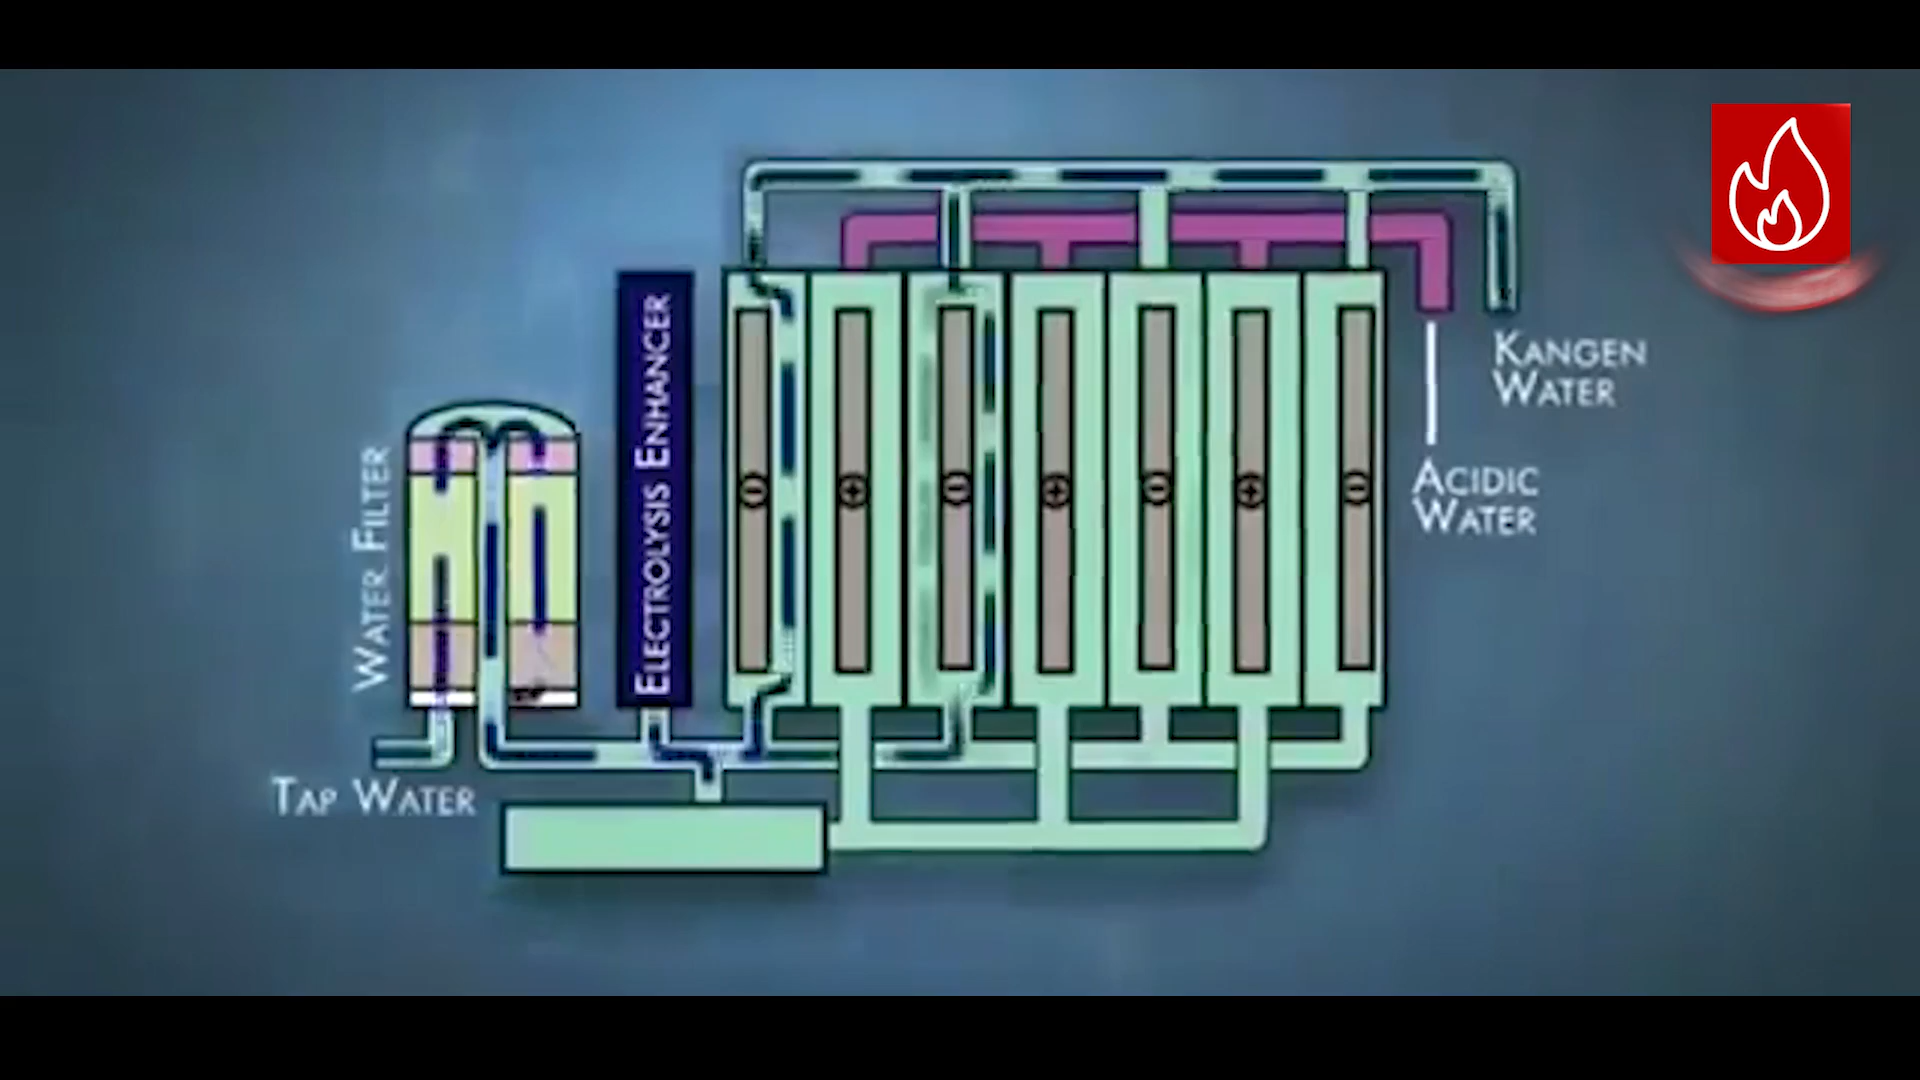 WATER FILTER
TAP WATER
ELECTROLYSIS ENHANCER
KANGEN
WATER
ACIDIC
WATER